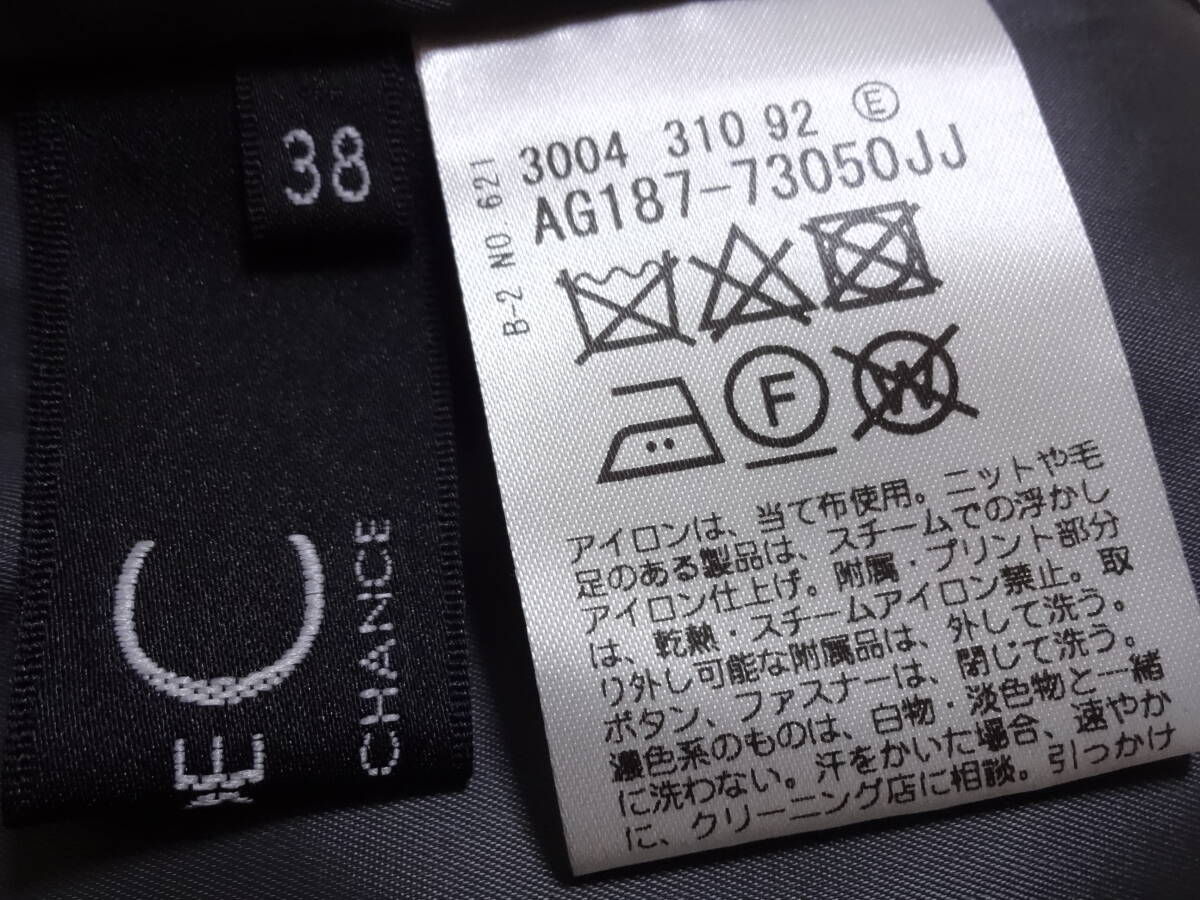 38
C
CHANCE
B-2 NO.621
3004 310 92 Ⓔ
AG187-73050JJ
F
W
アイロンは、当て布使用。ニットや毛
足のある製品は、スチームでの浮かし
アイロン仕上げ。附属・プリント部分
は、乾熱・スチームアイロン禁止。取
り外し可能な附属品は、外して洗う。
ボタン、ファスナーは、閉じて洗う。
濃色系のものは、白物・淡色物と一緒
に洗わない。汗をかいた場合、速やか
に、クリーニング店に相談。引っかけ